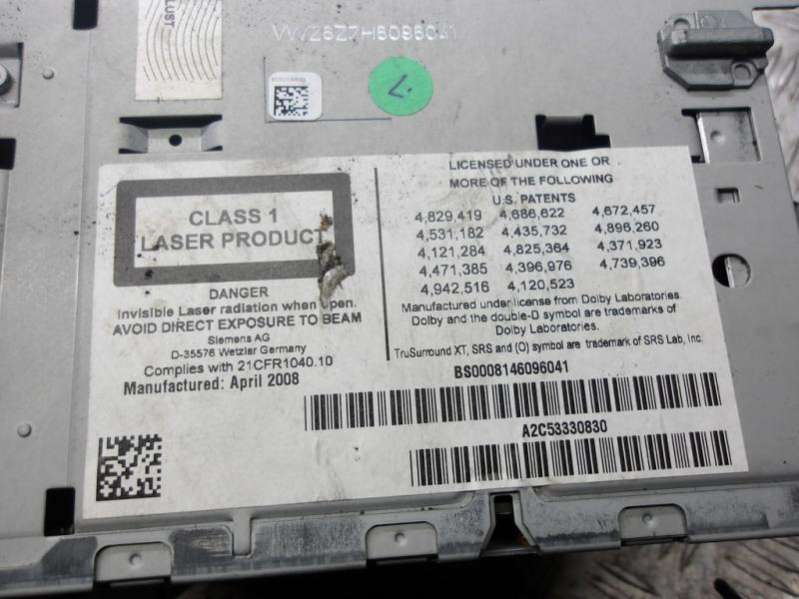 LUST
CLASS 1
LASER PRODUCT
DANGER
Invisible Laser radiation when open.
AVOID DIRECT EXPOSURE TO BEAM
Siemens AG
D-35576 Wetzlar Germany
Complies with 21CFR1040.10
Manufactured: April 2008
LICENSED UNDER ONE OR
MORE OF THE FOLLOWING
U.S. PATENTS
4,829,419 4,686,622 4,672,457
4,531,182 4,435,732 4,896,260
4,121,284 4,825,364 4,371,923
4,471,385 4,396,976 4,739,396
4,942,516 4,120,523
Manufactured under license from Dolby Laboratories.
Dolby and the double-D symbol are trademarks of
Dolby Laboratories.
TruSurround XT, SRS and (O) symbol are trademark of SRS Lab, Inc.
BS0008146096041
A2C53330830